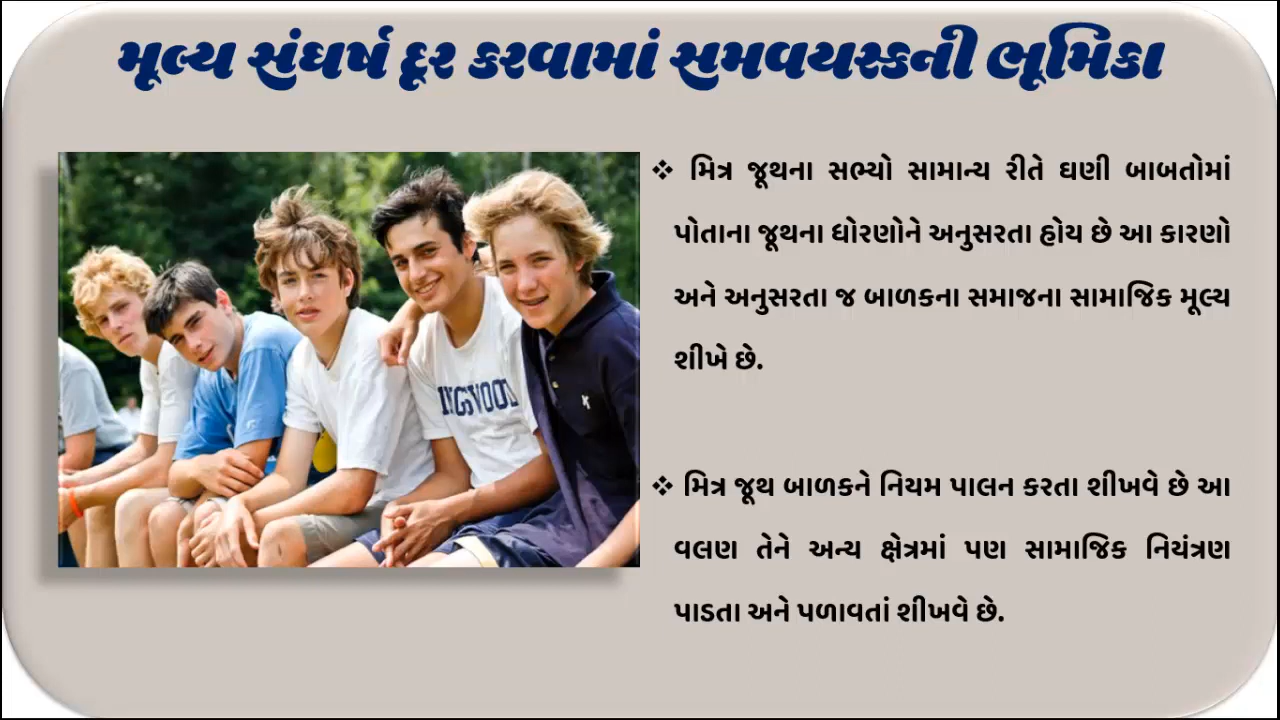 મૂલ્ય સંઘર્ષ દૂર કરવામાં સમવયસ્કની ભૂમિકા
❖ મિત્ર જૂથના સભ્યો સામાન્ય રીતે ઘણી બાબતોમાં
પોતાના જૂથના ધોરણોને અનુસરતા હોય છે આ કારણો
અને અનુસરતા જ બાળકના સમાજના સામાજિક મૂલ્ય
શીખે છે.
❖ મિત્ર જૂથ બાળકને નિયમ પાલન કરતા શીખવે છે આ
વલણ તેને અન્ય ક્ષેત્રમાં પણ સામાજિક નિયંત્રણ
પાડતા અને પળાવતાં શીખવે છે.
INGWOOD